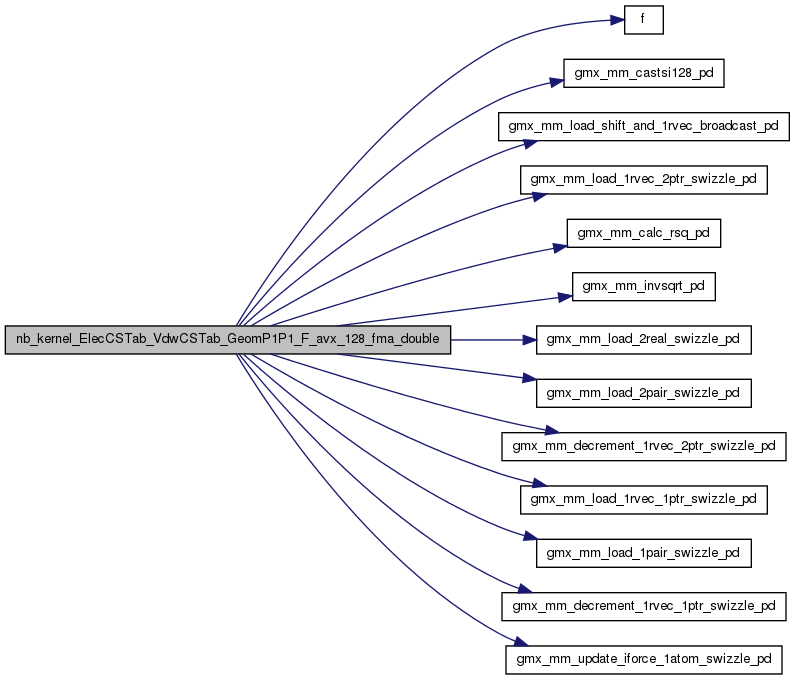 f
gmx_mm_castsi128_pd
gmx_mm_load_shift_and_1rvec_broadcast_pd
gmx_mm_load_1rvec_2ptr_swizzle_pd
gmx_mm_calc_rsq_pd
gmx_mm_invsqrt_pd
nb_kernel_ElecCSTab_VdwCSTab_GeomP1P1_F_avx_128_fma_double
gmx_mm_load_2real_swizzle_pd
gmx_mm_load_2pair_swizzle_pd
gmx_mm_decrement_1rvec_2ptr_swizzle_pd
gmx_mm_load_1rvec_1ptr_swizzle_pd
gmx_mm_load_1pair_swizzle_pd
gmx_mm_decrement_1rvec_1ptr_swizzle_pd
gmx_mm_update_iforce_1atom_swizzle_pd